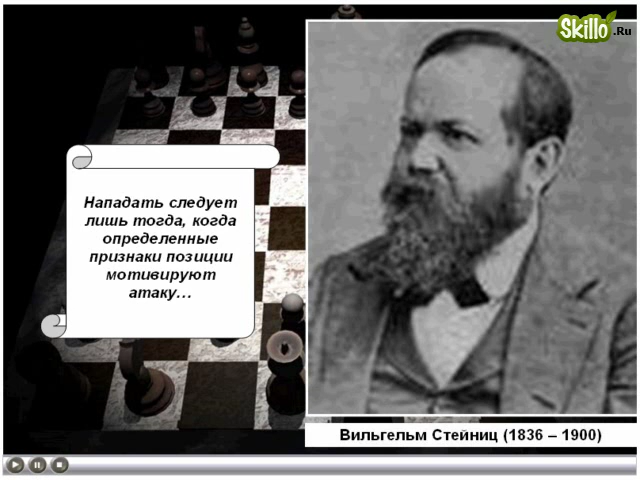 Skillo.Ru
Нападать следует
лишь тогда, когда
определенные
признаки позиции
мотивируют
атаку…
Вильгельм Стейниц (1836 – 1900)